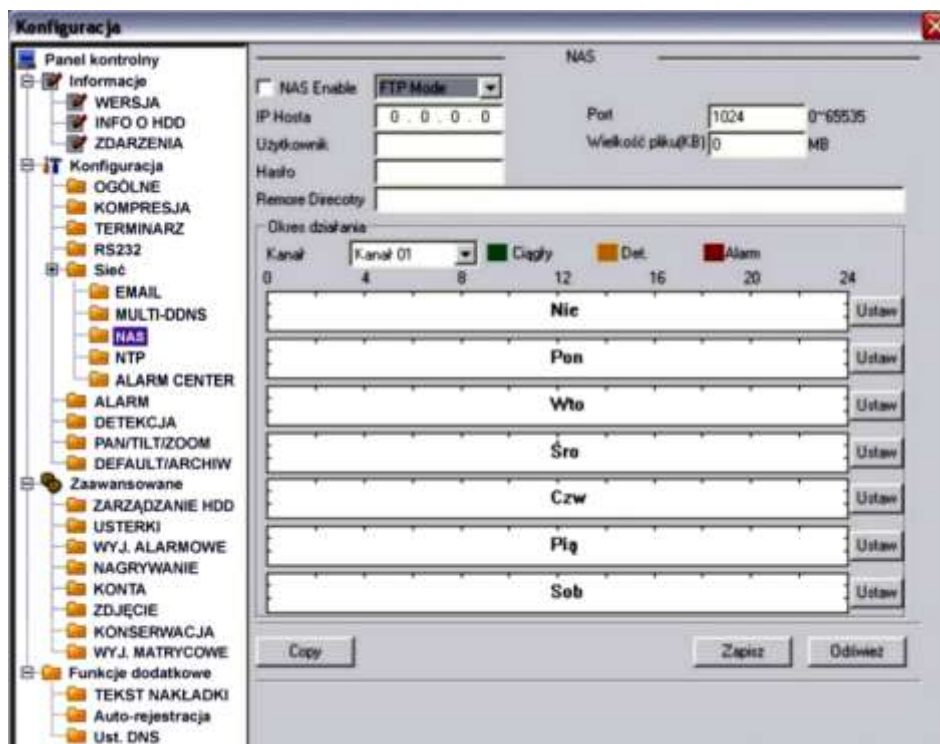 Konfiguracja
Panel kontrolny
Informacje
WERSJA
INFO O HDD
ZDARZENIA
Konfiguracja
OGÓLNE
KOMPRESJA
TERMINARZ
RS232
Sieć
EMAIL
MULTI-DDNS
NAS
NTP
ALARM CENTER
ALARM
DETEKCJA
PAN/TILT/ZOOM
DEFAULT/ARCHIW
Zaawansowane
ZARZĄDZANIE HDD
USTERKI
WYJ. ALARMOWE
NAGRYWANIE
KONTA
ZDJĘCIE
KONSERWACJA
WYJ. MATRYCOWE
Funkcje dodatkowe
TEKST NAKŁADKI
Auto-rejestracja
Ust. DNS
NAS
NAS Enable FTP Mode
IP Hosta 0 . 0 . 0 . 0 Port 1024 0~65535
Użytkownik Wielkość pliku(KB) 0 MB
Hasło
Remore Direcotry
Okres działania
Kanał Kanał 01 Ciągły Det. Alarm
0 4 8 12 16 20 24
Nie Ustaw
Pon Ustaw
Wto Ustaw
Śro Ustaw
Czw Ustaw
Pią Ustaw
Sob Ustaw
Copy Zapisz Odśwież